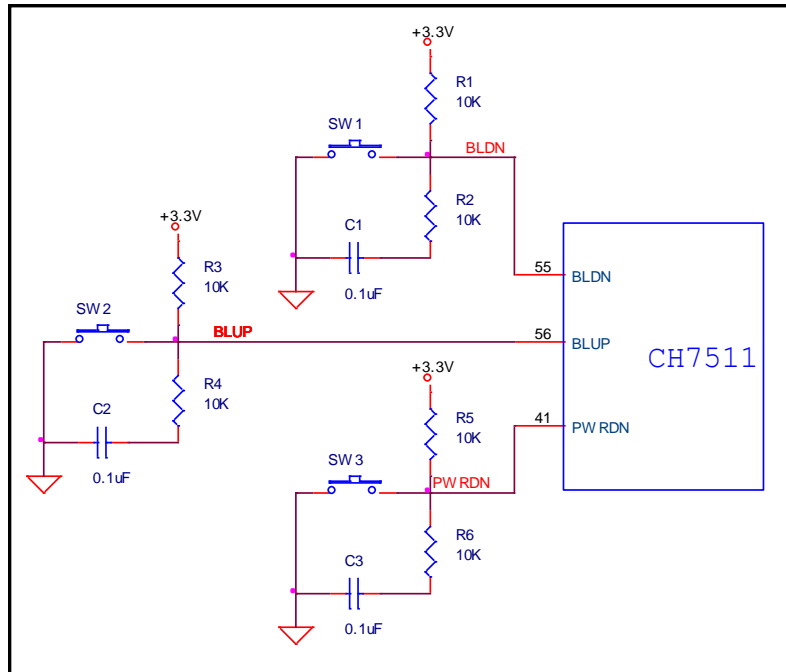 +3.3V
R1
10K
SW1
BLDN
R2
10K
C1
0.1uF
+3.3V
R3
10K
SW2
BLUP
R4
10K
C2
0.1uF
55
BLDN
56
BLUP
CH7511
41
PWRDN
+3.3V
R5
10K
SW3
PWRDN
R6
10K
C3
0.1uF